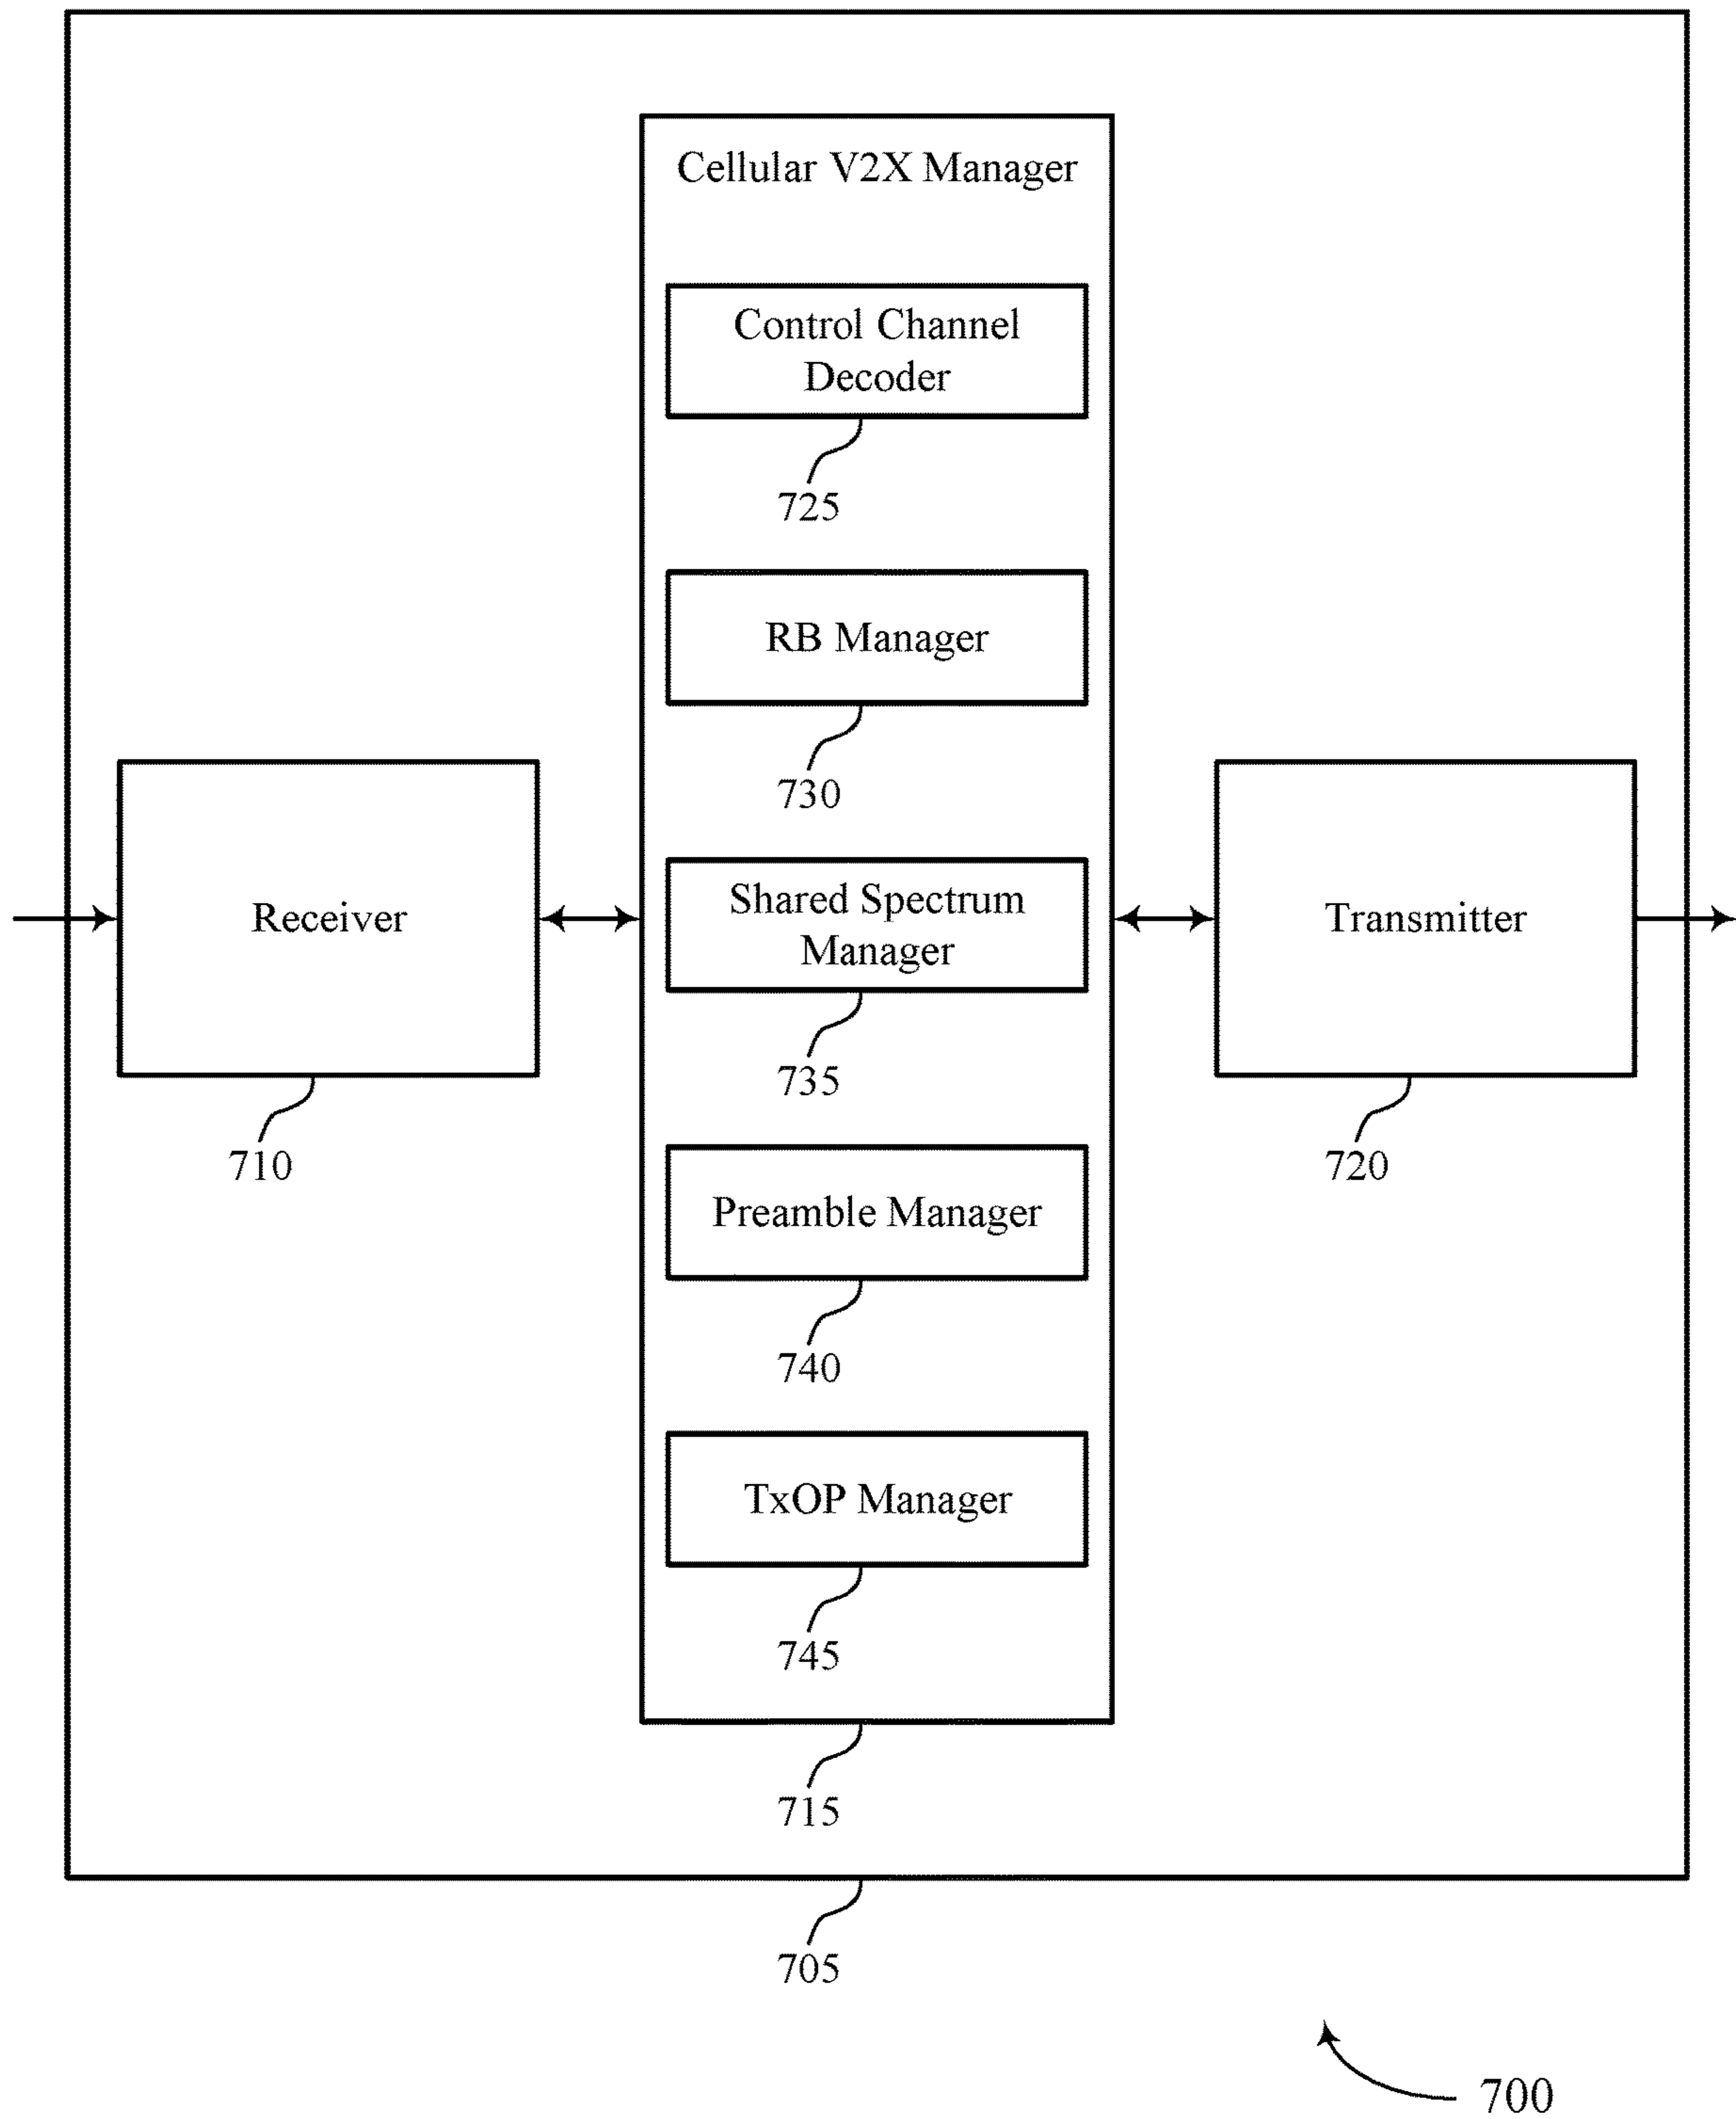 Cellular V2X Manager
Control Channel
Decoder
725
RB Manager
730
Receiver
710
Shared Spectrum
Manager
735
Transmitter
720
Preamble Manager
740
TxOP Manager
745
715
705
700